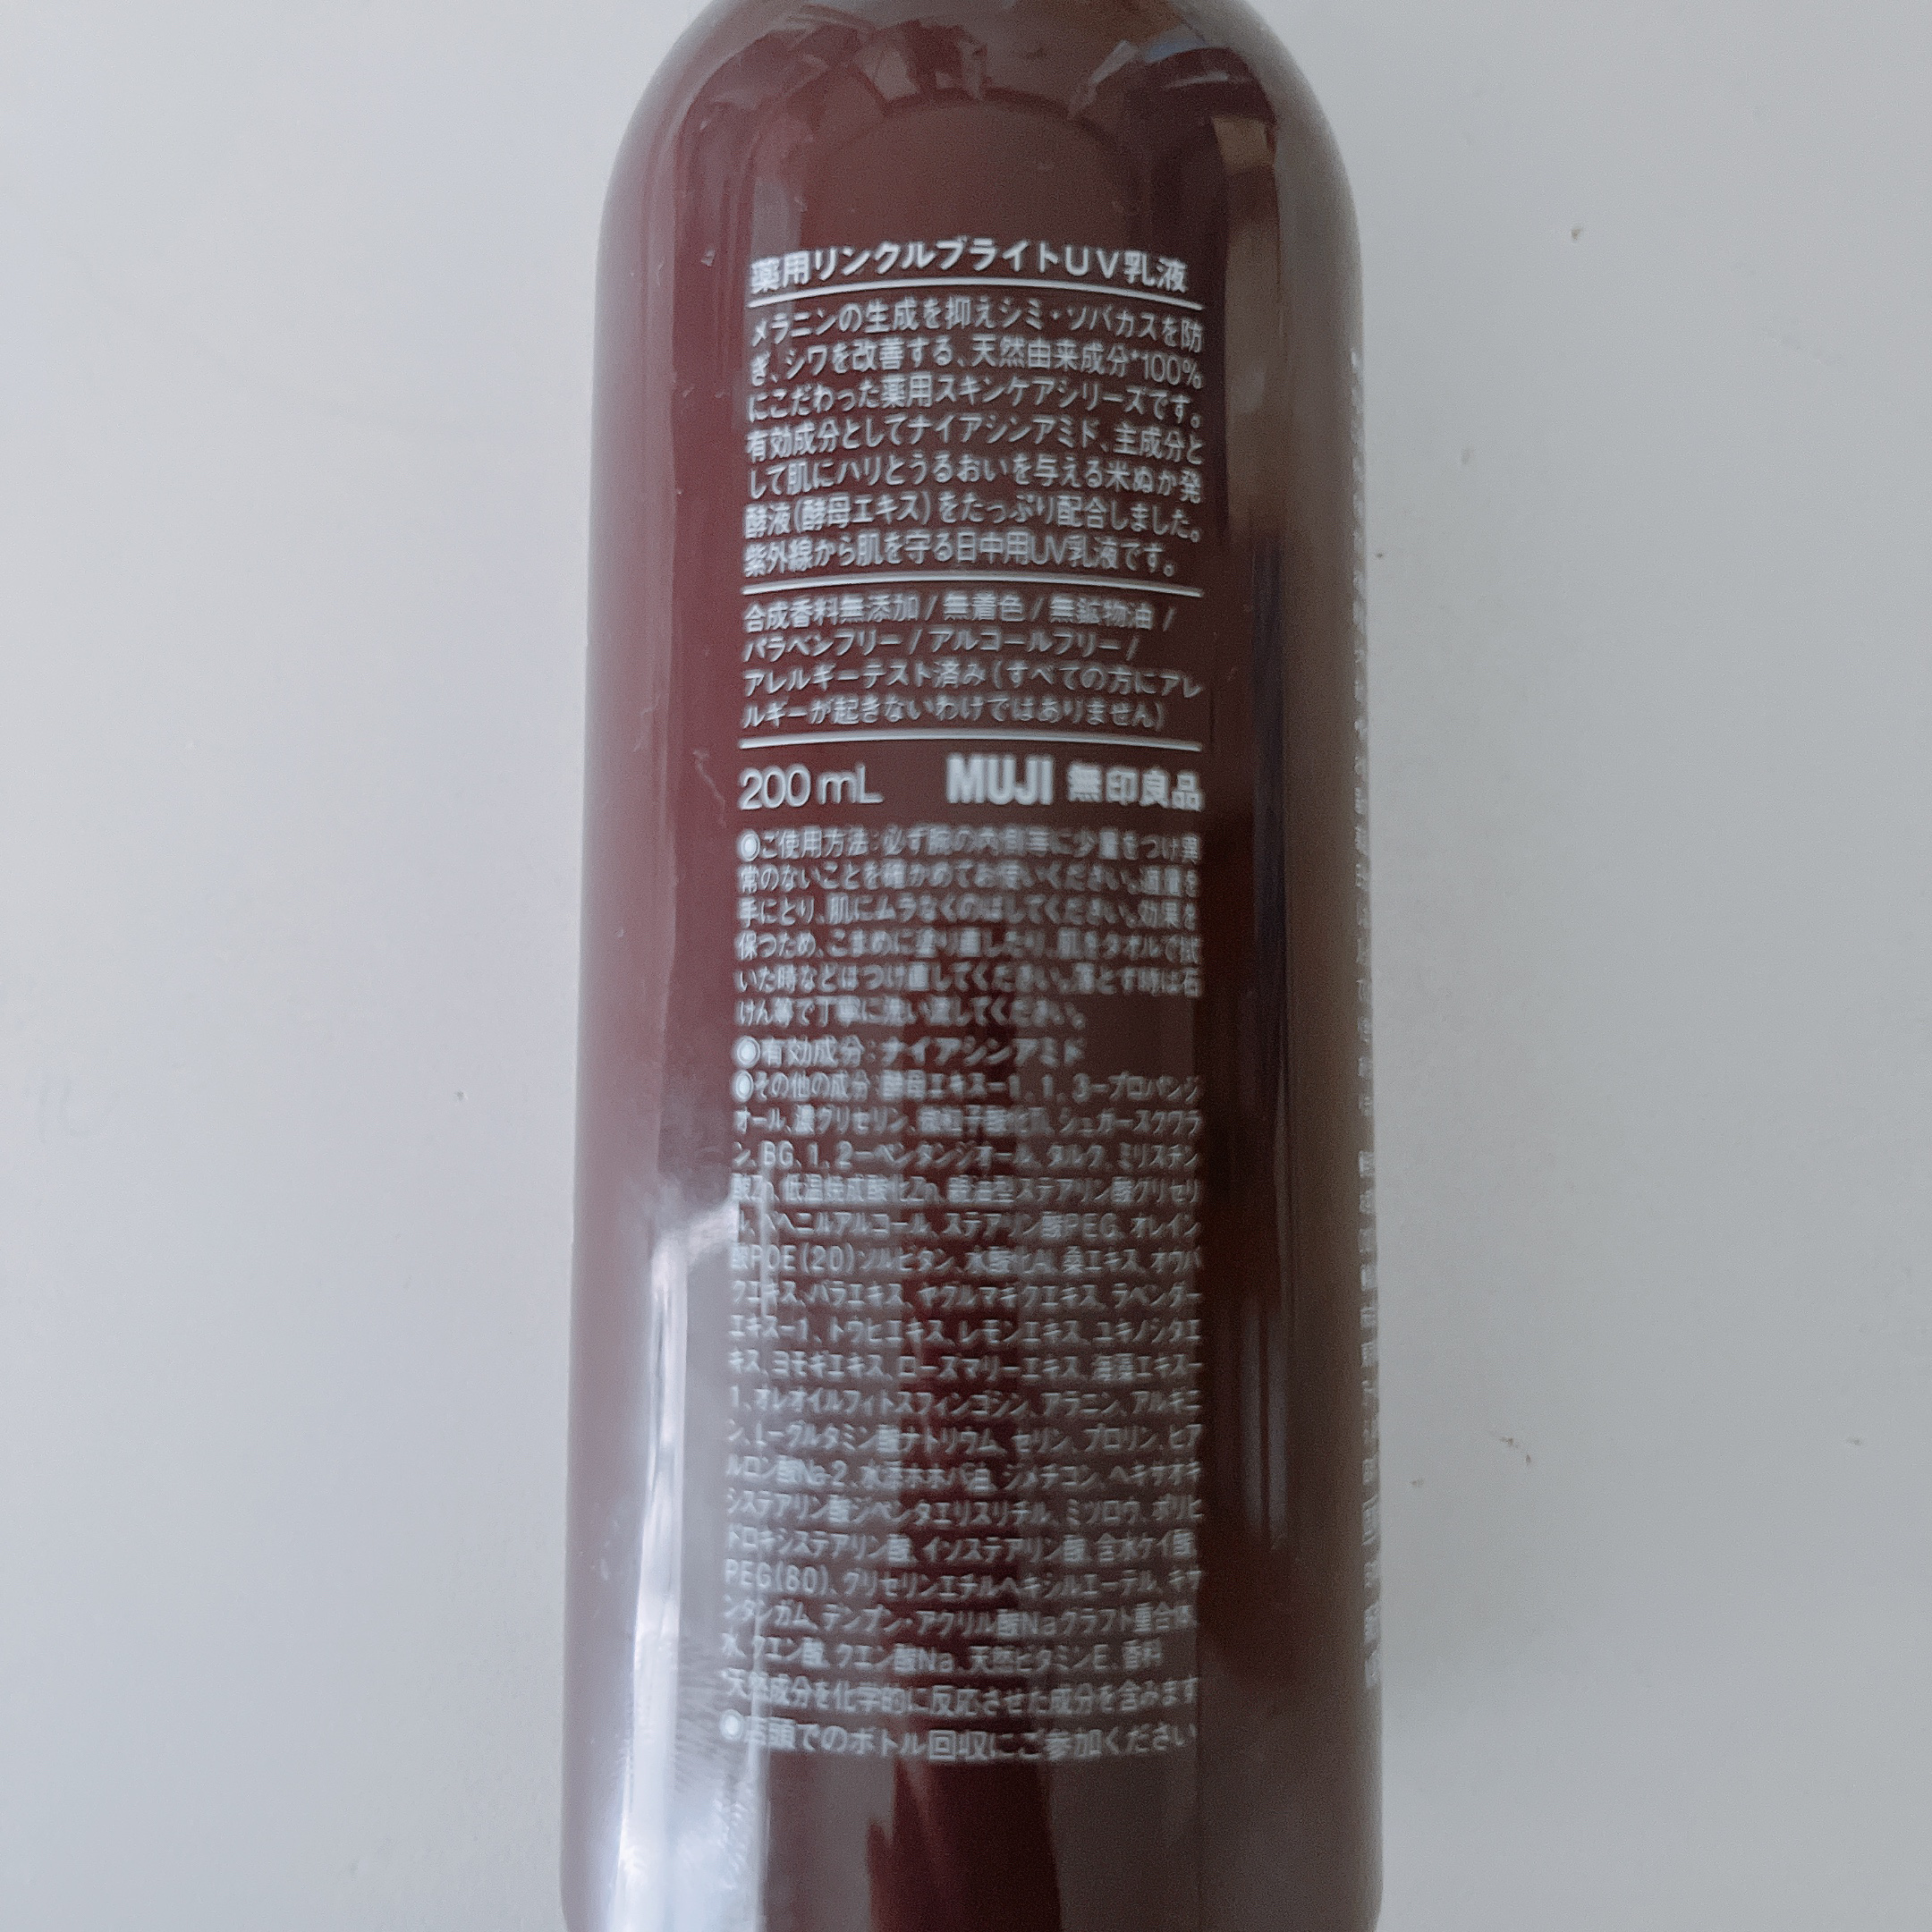 薬用リンクルブライトUV乳液
メラニンの生成を抑えシミ・ソバカスを防
ぎ、シワを改善する、天然由来成分*100%
にこだわった薬用スキンケアシリーズです。
有効成分としてナイアシンアミド、主成分と
して肌にハリとうるおいを与える米ぬか発
酵液(酵母エキス)をたっぷり配合しました。
紫外線から肌を守る日中用UV乳液です。
合成香料無添加/無着色/無鉱物油/
パラベンフリー/アルコールフリー/
アレルギーテスト済み(すべての方にアレ
ルギーが起きないわけではありません)
200mL MUJI 無印良品
◉ご使用方法:必ず腕の内側等に少量をつけ異
常のないことを確かめてお使いください。適量を
手にとり、肌にムラなくのばしてください。効果を
保つため、こまめに塗り直したり、肌をタオルで拭
いた時などはつけ直してください。落とす時は石
けん等で丁寧に洗い流してください。
◉有効成分:ナイアシンアミド
◉その他の成分:酵母エキス-1、1、3-プロパンジ
オール、濃グリセリン、微粒子酸化Ti、シュガースクワラ
ン、BG、1、2-ペンタンジオール、タルク、ミリスチン
酸Zn、低温焼成酸化Zn、親油型ステアリン酸グリセリ
ル、ベヘニルアルコール、ステアリン酸PEG、オレイン
酸POE(20)ソルビタン、水酸化Al、桑エキス、オウバ
クエキス、バラエキス、ヤグルマギクエキス、ラベンダー
エキス-1、トウヒエキス、レモンエキス、ユキノシタエ
キス、ヨモギエキス、ローズマリーエキス、海藻エキス-
1、オレオイルフィトスフィンゴシン、アラニン、アルギニ
ン、L-グルタミン酸ナトリウム、セリン、プロリン、ヒア
ルロン酸Na-2、水添ホホバ油、ジメチコン、ヘキサオキ
システアリン酸ジペンタエリスリチル、ミツロウ、ポリヒ
ドロキシステアリン酸、イソステアリン酸、含水ケイ酸、
PEG(80)、グリセリンエチルヘキシルエーテル、キサ
ンタンガム、デンプン・アクリル酸Naグラフト重合体、
水、クエン酸、クエン酸Na、天然ビタミンE、香料
*天然成分を化学的に反応させた成分を含みます
◉店頭でのボトル回収にご参加ください